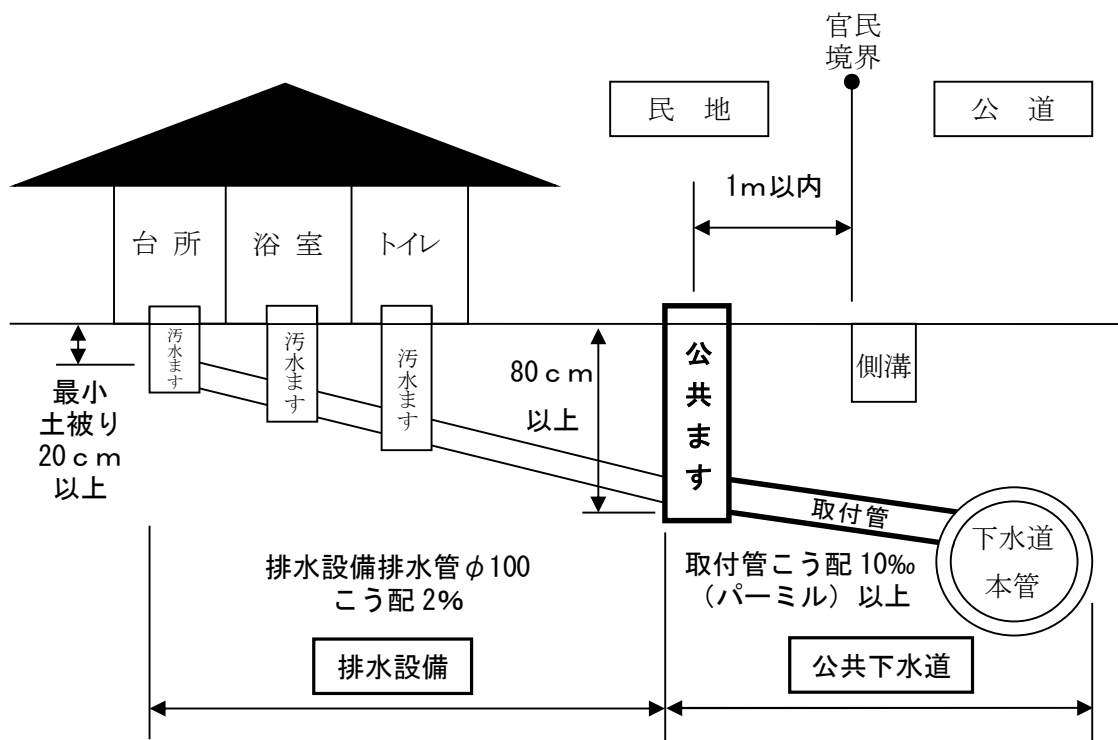 官民
境界
民 地
公 道
1m以内
台 所
浴 室
トイレ
汚水ます
汚水ます
汚水ます
公共ます
側溝
80cm
以上
最小
土被り
20cm
以上
取付管
下水道
本管
排水設備排水管φ100
こう配 2%
取付管こう配 10‰
（パーミル）以上
排水設備
公共下水道